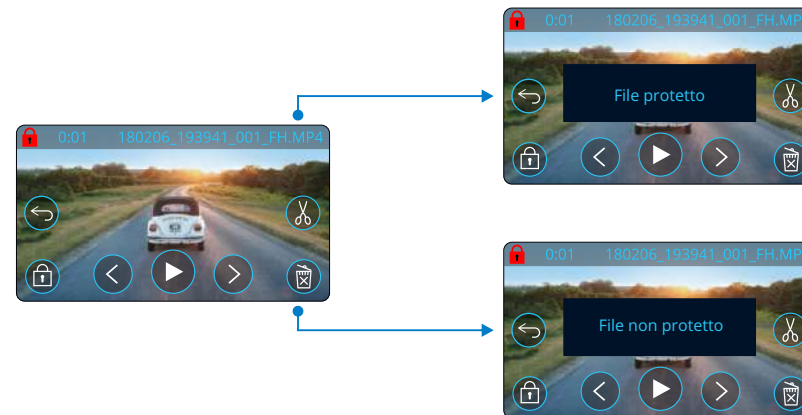 0:01 180206_193941_001_FH.MP4
0:01 180206_193941_001_FH.MP
File protetto
0:01 180206_193941_001_FH.MP
File non protetto